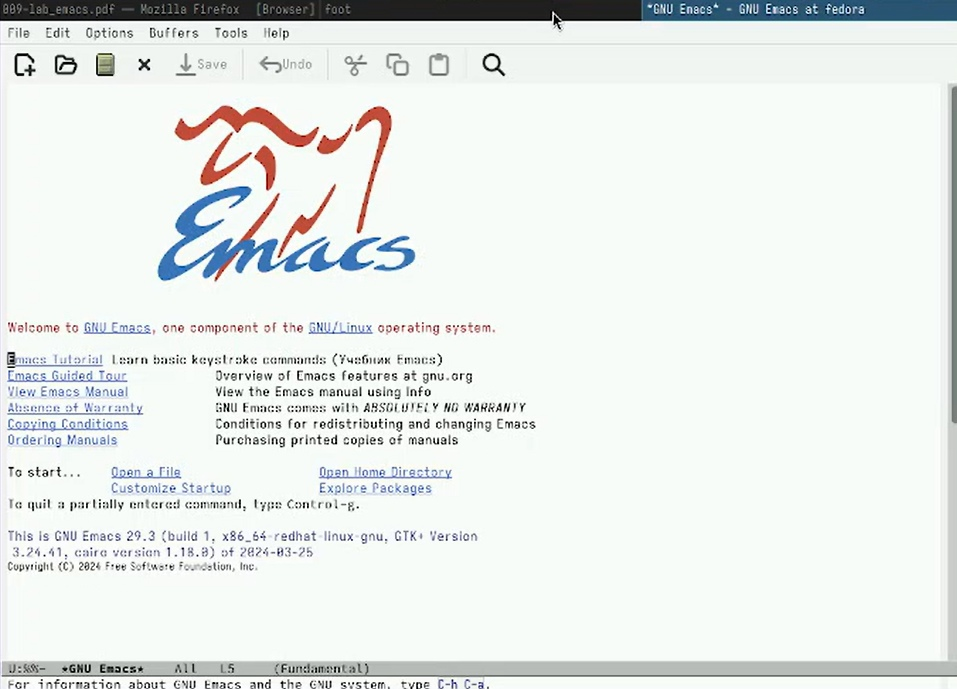 009-lab_emacs.pdf — Mozilla Firefox [Browser] foot *GNU Emacs* - GNU Emacs at fedora
File Edit Options Buffers Tools Help
Save Undo
Emacs
Welcome to GNU Emacs, one component of the GNU/Linux operating system.
Emacs Tutorial Learn basic keystroke commands (Учебник Emacs)
Emacs Guided Tour Overview of Emacs features at gnu.org
View Emacs Manual View the Emacs manual using Info
Absence of Warranty GNU Emacs comes with ABSOLUTELY NO WARRANTY
Copying Conditions Conditions for redistributing and changing Emacs
Ordering Manuals Purchasing printed copies of manuals
To start... Open a File Open Home Directory
Customize Startup Explore Packages
To quit a partially entered command, type Control-g.
This is GNU Emacs 29.3 (build 1, x86_64-redhat-linux-gnu, GTK+ Version
3.24.41, cairo version 1.18.0) of 2024-03-25
Copyright (C) 2024 Free Software Foundation, Inc.
U:%%- *GNU Emacs* All L5 (Fundamental)
For information about GNU Emacs and the GNU system, type C-h C-a.